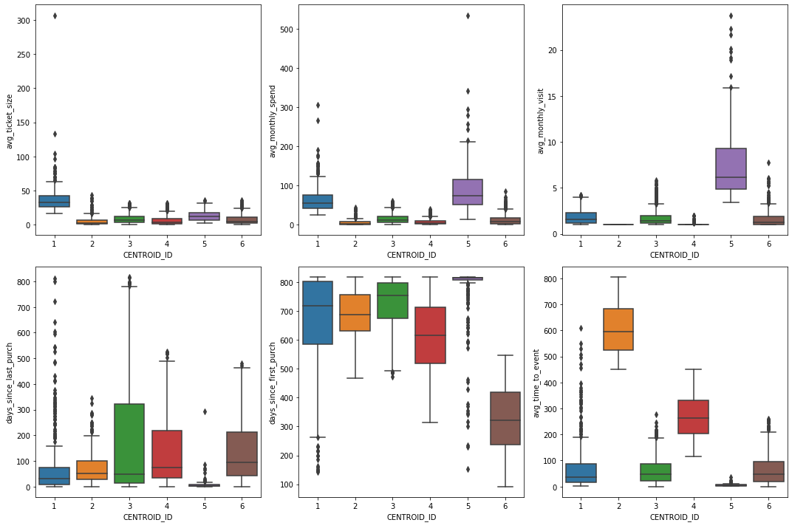 300
250
200
150
100
50
0
avg_ticket_size
1 2 3 4 5 6
CENTROID_ID
500
400
300
200
100
0
avg_monthly_spend
1 2 3 4 5 6
CENTROID_ID
20
15
10
5
0
avg_monthly_visit
1 2 3 4 5 6
CENTROID_ID
800
700
600
500
400
300
200
100
0
days_since_last_purch
1 2 3 4 5 6
CENTROID_ID
800
700
600
500
400
300
200
100
days_since_first_purch
1 2 3 4 5 6
CENTROID_ID
800
700
600
500
400
300
200
100
0
avg_time_to_event
1 2 3 4 5 6
CENTROID_ID